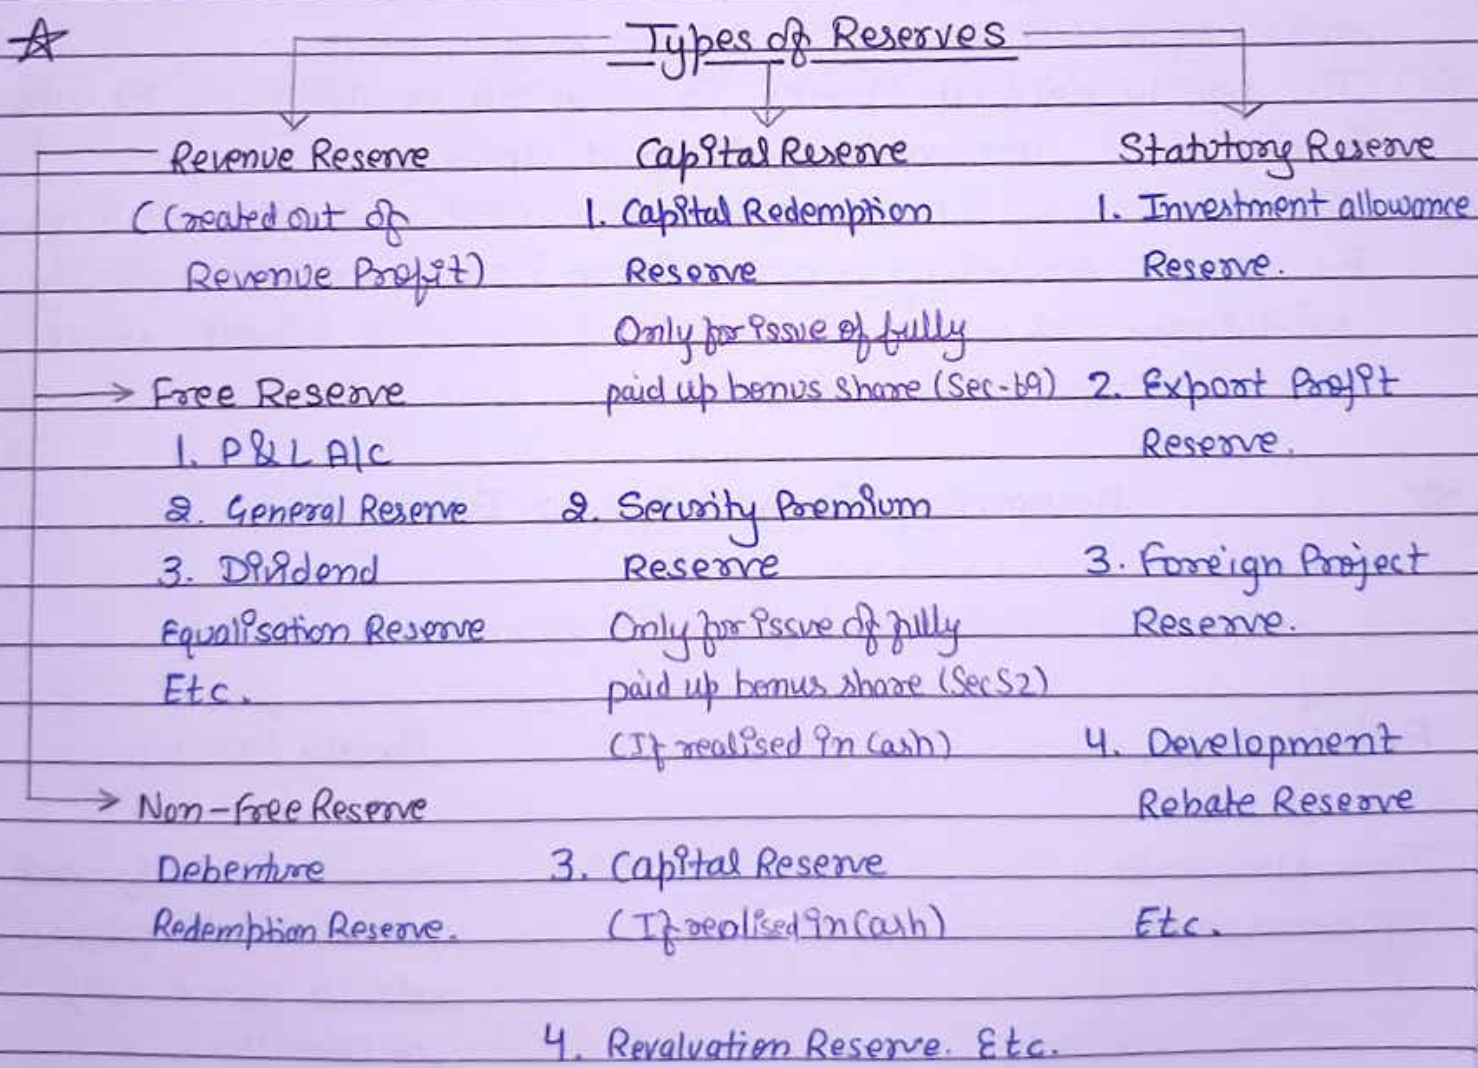 Types of Reserves
Revenue Reserve
(Created out of
Revenue Profit)
Free Reserve
1. P&L A/C
2. General Reserve
3. Dividend
Equalisation Reserve
Etc.
Non-free Reserve
Debenture
Redemption Reserve.
Capital Reserve
1. Capital Redemption
Reserve
Only for issue of fully
paid up bonus share (Sec-69)
2. Security Premium
Reserve
Only for issue of fully
paid up bonus share (Sec52)
(If realised in Cash)
3. Capital Reserve
(If realised in Cash)
4. Revaluation Reserve. Etc.
Statutory Reserve
1. Investment allowance
Reserve.
2. Export Profit
Reserve.
3. Foreign Project
Reserve.
4. Development
Rebate Reserve
Etc.